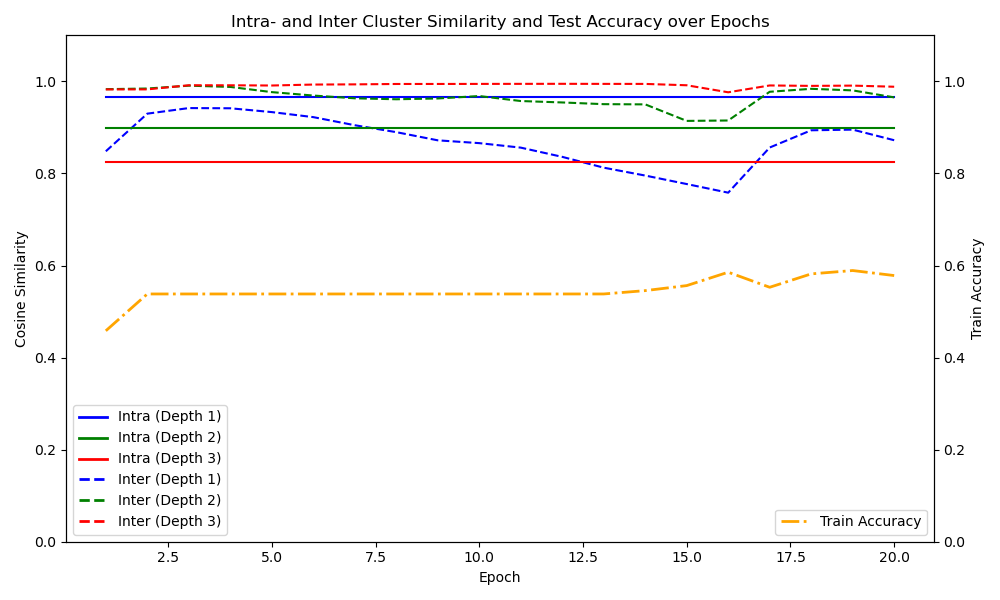 Intra- and Inter Cluster Similarity and Test Accuracy over Epochs
Cosine Similarity
1.0
0.8
0.6
0.4
0.2
0.0
Intra (Depth 1)
Intra (Depth 2)
Intra (Depth 3)
Inter (Depth 1)
Inter (Depth 2)
Inter (Depth 3)
Train Accuracy
1.0
0.8
0.6
0.4
0.2
0.0
Train Accuracy
2.5 5.0 7.5 10.0 12.5 15.0 17.5 20.0
Epoch